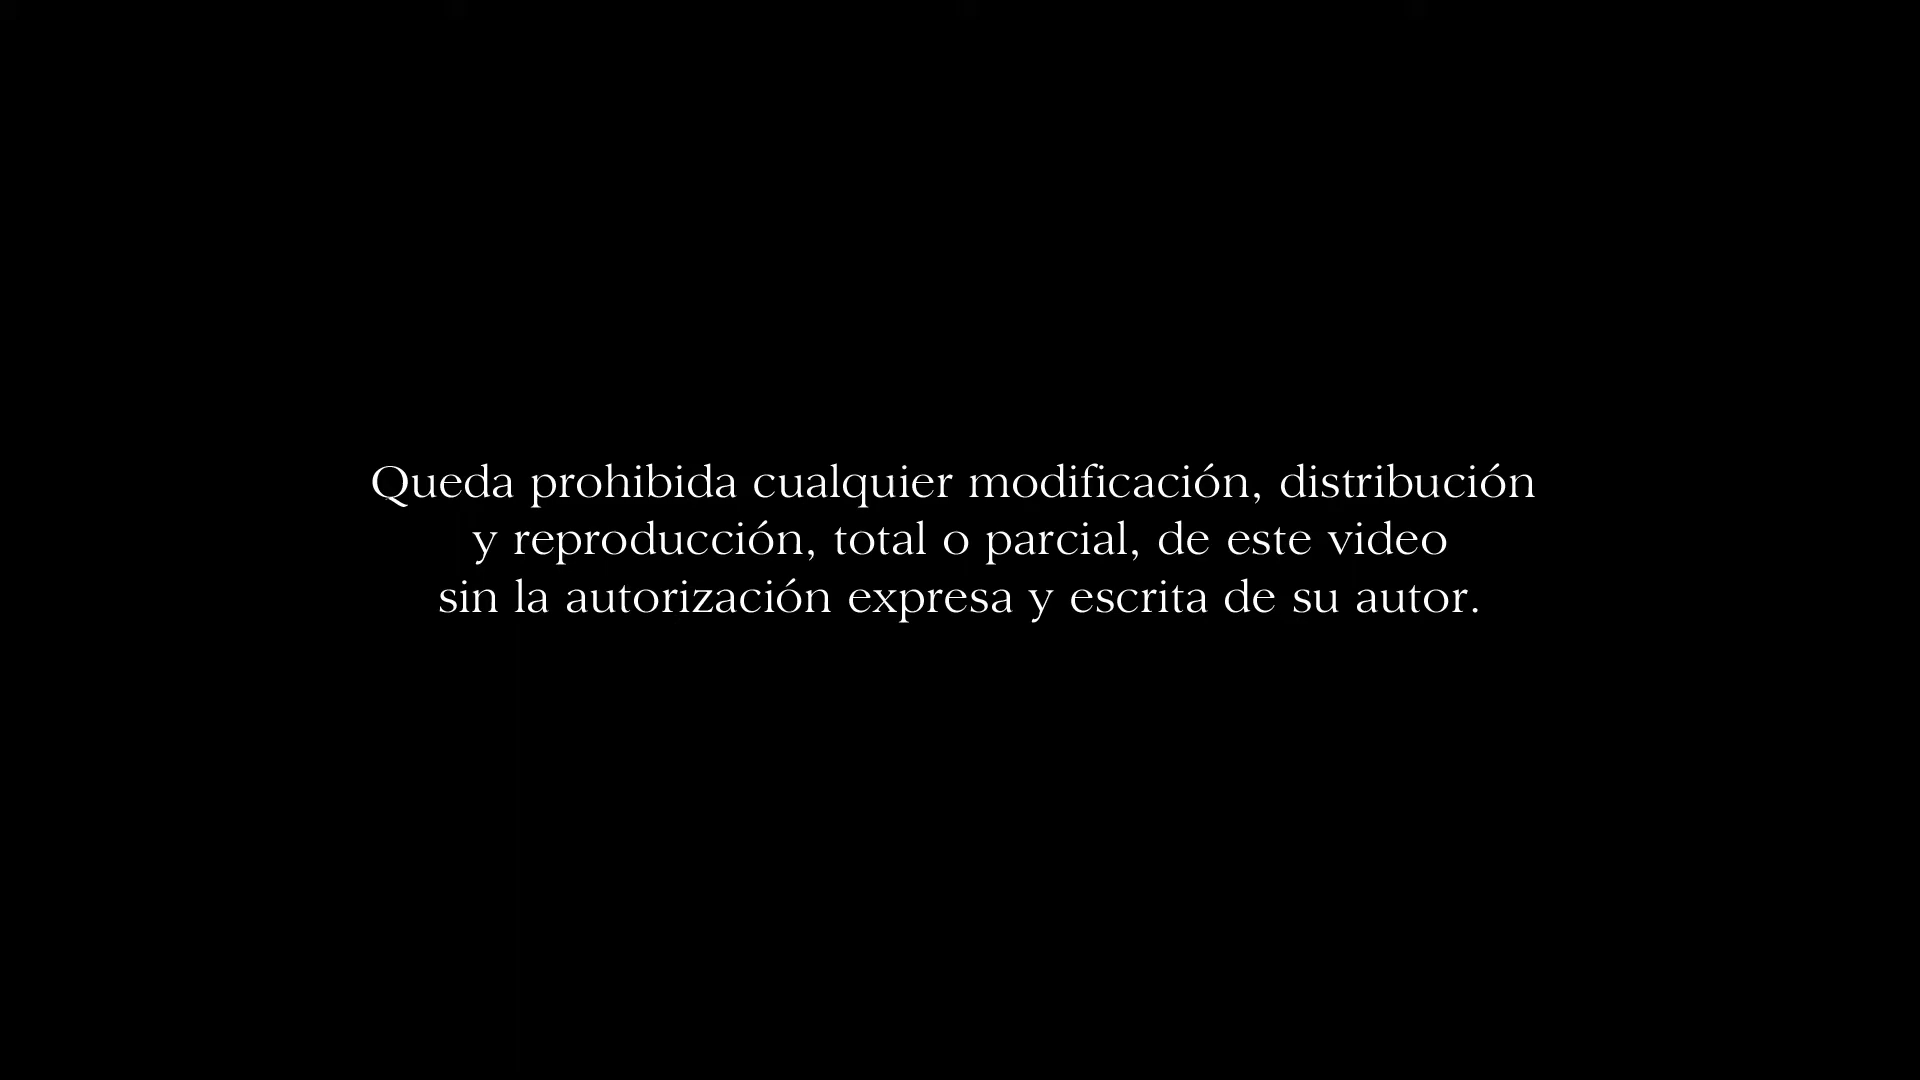 Queda prohibida cualquier modificación, distribución
y reproducción, total o parcial, de este video
sin la autorización expresa y escrita de su autor.